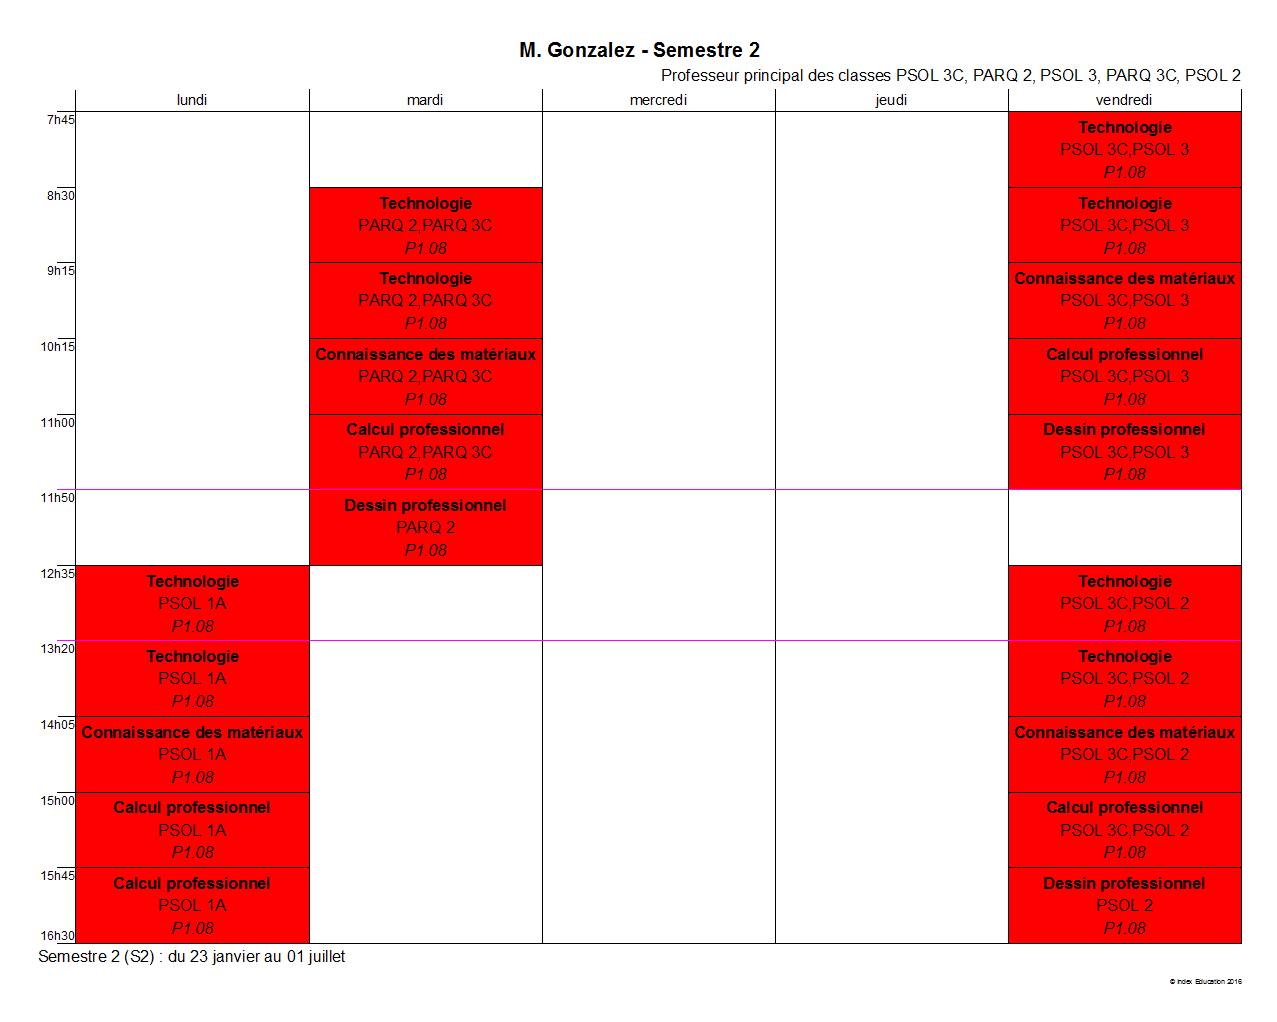 M. Gonzalez - Semestre 2
Professeur principal des classes PSOL 3C, PARQ 2, PSOL 3, PARQ 3C, PSOL 2
lundi
mardi
mercredi
jeudi
vendredi
7h45
Technologie
PSOL 3C,PSOL 3
P1.08
8h30
Technologie
PARQ 2,PARQ 3C
P1.08
Technologie
PSOL 3C,PSOL 3
P1.08
9h15
Technologie
PARQ 2,PARQ 3C
P1.08
Connaissance des matériaux
PSOL 3C,PSOL 3
P1.08
10h15
Connaissance des matériaux
PARQ 2,PARQ 3C
P1.08
Calcul professionnel
PSOL 3C,PSOL 3
P1.08
11h00
Calcul professionnel
PARQ 2,PARQ 3C
P1.08
Dessin professionnel
PSOL 3C,PSOL 3
P1.08
11h50
Dessin professionnel
PARQ 2
P1.08
12h35
Technologie
PSOL 1A
P1.08
Technologie
PSOL 3C,PSOL 2
P1.08
13h20
Technologie
PSOL 1A
P1.08
Technologie
PSOL 3C,PSOL 2
P1.08
14h05
Connaissance des matériaux
PSOL 1A
P1.08
Connaissance des matériaux
PSOL 3C,PSOL 2
P1.08
15h00
Calcul professionnel
PSOL 1A
P1.08
Calcul professionnel
PSOL 3C,PSOL 2
P1.08
15h45
Calcul professionnel
PSOL 1A
P1.08
Dessin professionnel
PSOL 2
P1.08
16h30
Semestre 2 (S2) : du 23 janvier au 01 juillet
© Index Education 2016